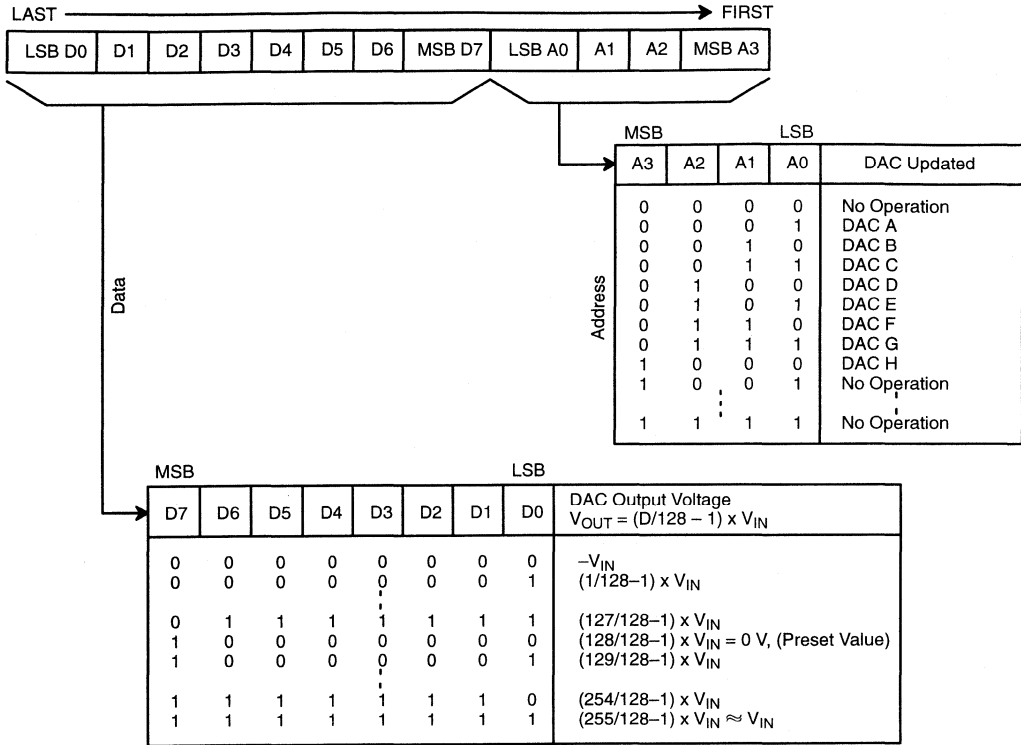 LAST FIRST
LSB D0 D1 D2 D3 D4 D5 D6 MSB D7 LSB A0 A1 A2 MSB A3
MSB LSB
A3 A2 A1 A0 DAC Updated
0 0 0 0 No Operation
0 0 0 1 DAC A
0 0 1 0 DAC B
0 0 1 1 DAC C
0 1 0 0 DAC D
0 1 0 1 DAC E
0 1 1 0 DAC F
0 1 1 1 DAC G
1 0 0 0 DAC H
1 0 0 1 No Operation
1 1 1 1 No Operation
Address
Data
MSB LSB
D7 D6 D5 D4 D3 D2 D1 D0 DAC Output Voltage
VOUT = (D/128 – 1) x VIN
0 0 0 0 0 0 0 0 –VIN
0 0 0 0 0 0 0 1 (1/128–1) x VIN
0 1 1 1 1 1 1 1 (127/128–1) x VIN
1 0 0 0 0 0 0 0 (128/128–1) x VIN = 0 V, (Preset Value)
1 0 0 0 0 0 0 1 (129/128–1) x VIN
1 1 1 1 1 1 1 0 (254/128–1) x VIN
1 1 1 1 1 1 1 1 (255/128–1) x VIN ≈ VIN